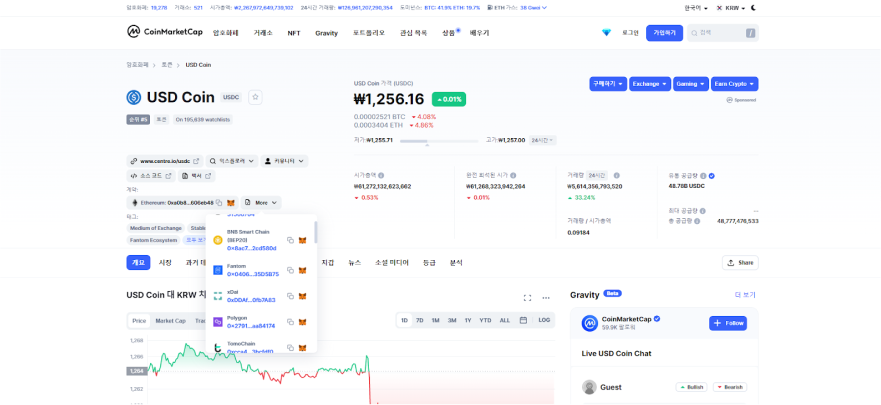 암호화폐: 19,278 거래소: 521 시가총액: ₩2,267,972,649,739,102 24시간 거래량: ₩126,961,202,290,354 도미넌스: BTC: 41.9% ETH: 19.7% ETH 가스: 38 Gwei
한국어 KRW
CoinMarketCap 암호화폐 거래소 NFT Gravity 포트폴리오 관심 목록 상품 배우기 로그인 가입하기 검색 /
암호화폐 토큰 USD Coin
USD Coin USDC
순위 #5 토큰 On 195,639 watchlists
USD Coin 가격 (USDC)
₩1,256.16 0.01%
0.00002521 BTC 4.08%
0.0003404 ETH 4.86%
저가: ₩1,255.71 고가: ₩1,257.00 24시간
구매하기 Exchange Gaming Earn Crypto
Sponsored
www.centre.io/usdc 익스플로러 커뮤니티
소스 코드 백서
계약:
Ethereum: 0xa0b8...606eb48 More
태그:
Medium of Exchange
Fantom Ecosystem
BNB Smart Chain
(BEP20)
0x8ac7...2cd580d
Fantom
0x0406...35D5B75
xDai
0xDDAf...0fb7A83
Polygon
0x2791...aa84174
TomoChain
시가총액
₩61,272,132,623,662
0.53%
완전 희석된 시가
₩61,268,323,942,264
0.01%
거래량 24시간
₩5,614,356,793,520
33.24%
거래량 / 시가총액
0.09184
유통 공급량
48.78B USDC
최대 공급량 --
총 공급량 48,777,476,533
개요 시장 지갑 뉴스 소셜 미디어 등급 분석 Share
USD Coin 대 KRW
Price Market Cap
1D 7D 1M 3M 1Y YTD ALL LOG
1,268
1,266
1,264
1,262
Gravity Beta 더 보기
CoinMarketCap
59.9K 팔로워
Follow
Live USD Coin Chat
Guest Bullish Bearish